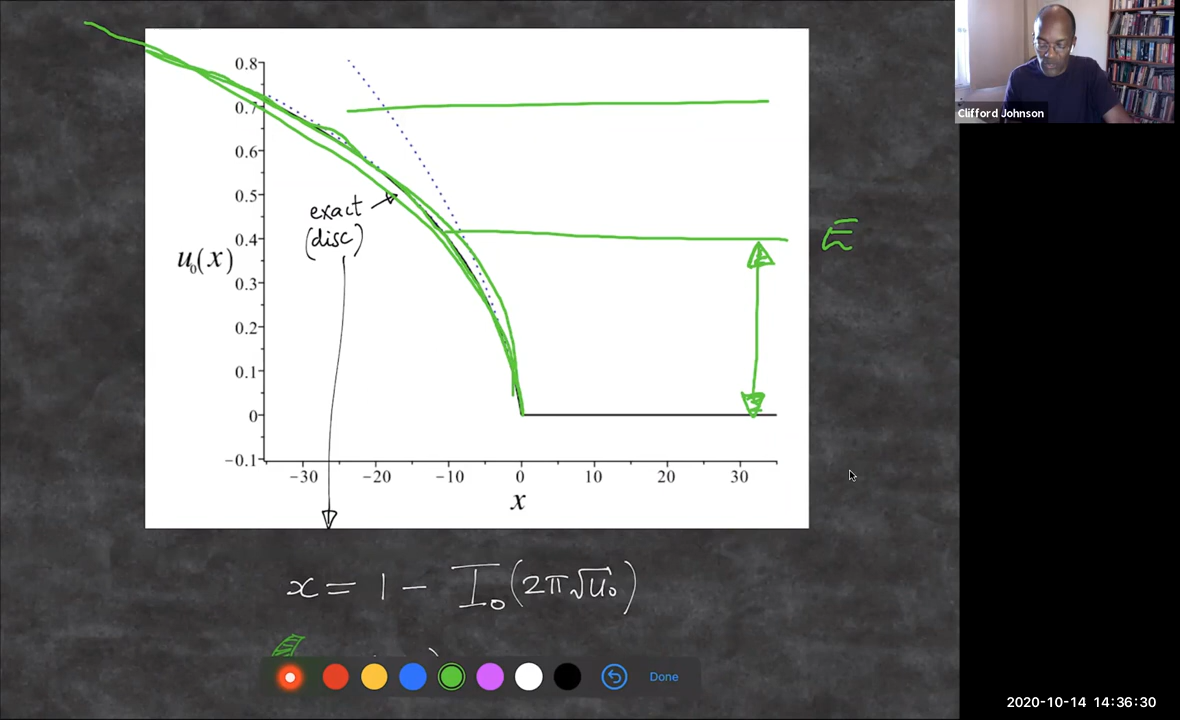 Clifford Johnson
0.8
0.7
0.6
0.5
0.4
0.3
0.2
0.1
0
−0.1
u₀(x)
exact
(disc)
E
−30 −20 −10 0 10 20 30
x
x = 1 − I₀(2π√u₀)
Done
2020-10-14 14:36:30